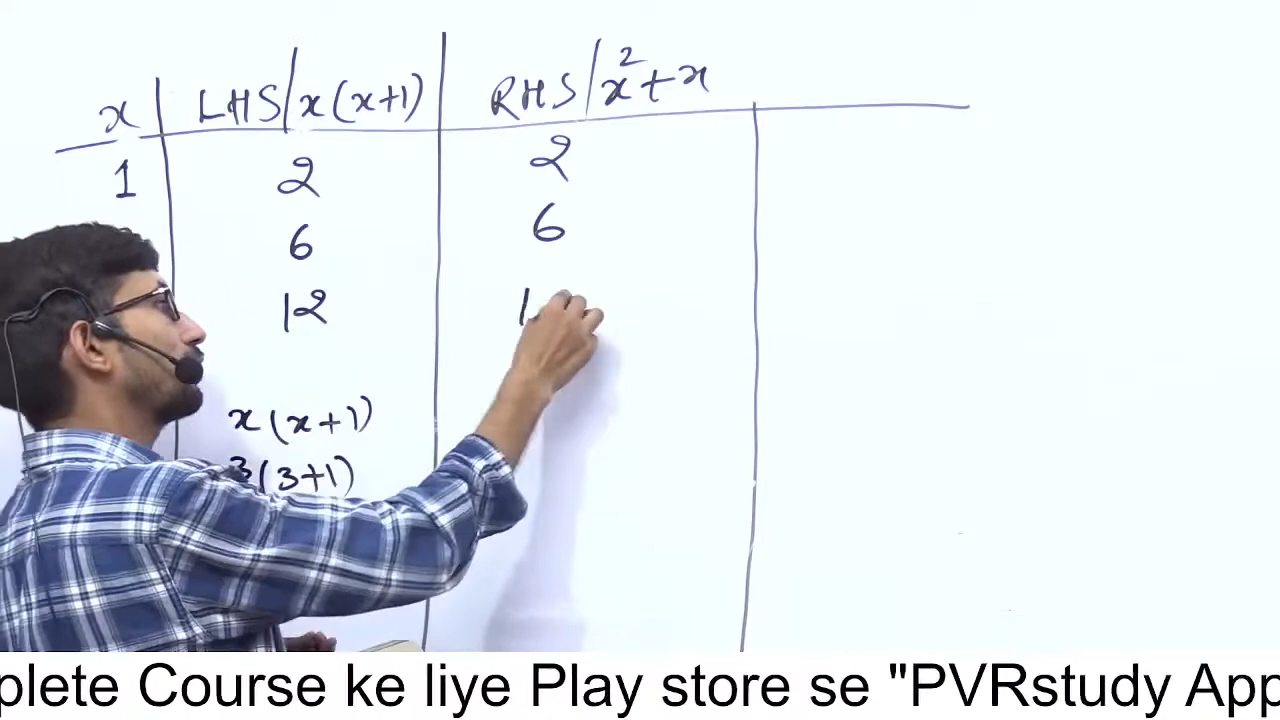 x LHS/x(x+1) RHS/x²+x
1 2 2
6 6
12 1
x(x+1)
3(3+1)
plete Course ke liye Play store se "PVRstudy App